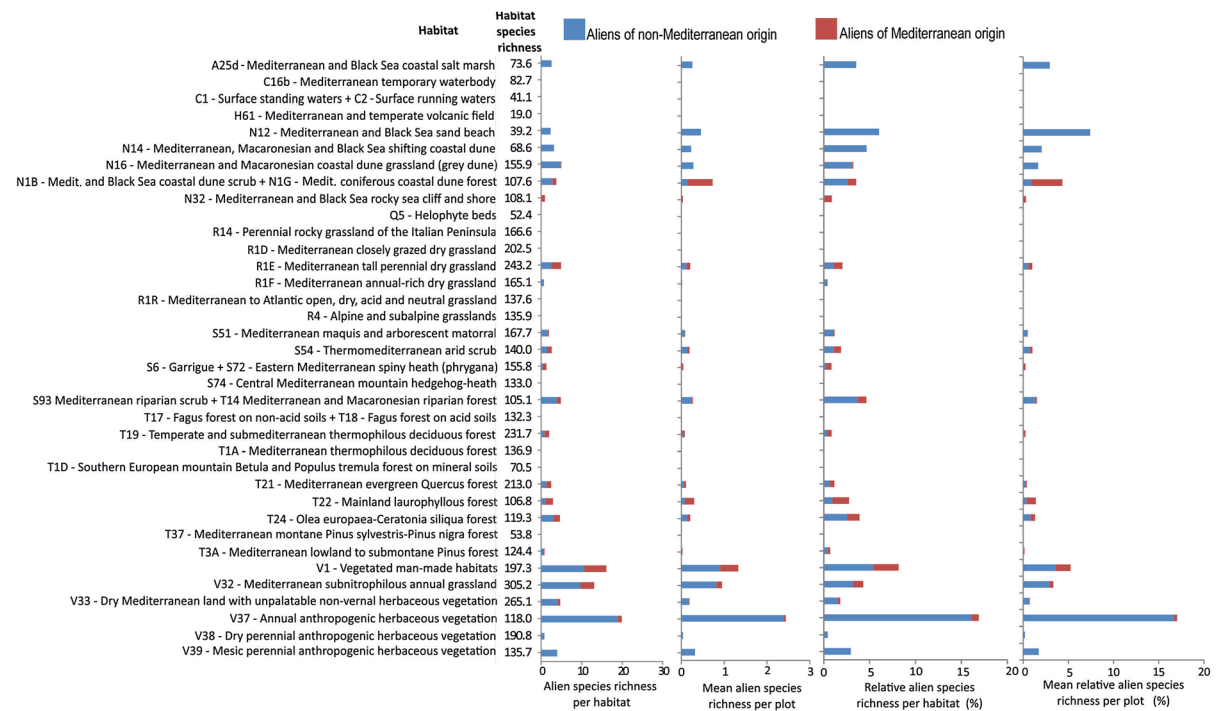 Habitat
Habitat
species
richness
Aliens of non-Mediterranean origin
Aliens of Mediterranean origin
A25d - Mediterranean and Black Sea coastal salt marsh 73.6
C16b - Mediterranean temporary waterbody 82.7
C1 - Surface standing waters + C2 - Surface running waters 41.1
H61 - Mediterranean and temperate volcanic field 19.0
N12 - Mediterranean and Black Sea sand beach 39.2
N14 - Mediterranean, Macaronesian and Black Sea shifting coastal dune 68.6
N16 - Mediterranean and Macaronesian coastal dune grassland (grey dune) 155.9
N1B - Medit. and Black Sea coastal dune scrub + N1G - Medit. coniferous coastal dune forest 107.6
N32 - Mediterranean and Black Sea rocky sea cliff and shore 108.1
Q5 - Helophyte beds 52.4
R14 - Perennial rocky grassland of the Italian Peninsula 166.6
R1D - Mediterranean closely grazed dry grassland 202.5
R1E - Mediterranean tall perennial dry grassland 243.2
R1F - Mediterranean annual-rich dry grassland 165.1
R1R - Mediterranean to Atlantic open, dry, acid and neutral grassland 137.6
R4 - Alpine and subalpine grasslands 135.9
S51 - Mediterranean maquis and arborescent matorral 167.7
S54 - Thermomediterranean arid scrub 140.0
S6 - Garrigue + S72 - Eastern Mediterranean spiny heath (phrygana) 155.8
S74 - Central Mediterranean mountain hedgehog-heath 133.0
S93 Mediterranean riparian scrub + T14 Mediterranean and Macaronesian riparian forest 105.1
T17 - Fagus forest on non-acid soils + T18 - Fagus forest on acid soils 132.3
T19 - Temperate and submediterranean thermophilous deciduous forest 231.7
T1A - Mediterranean thermophilous deciduous forest 136.9
T1D - Southern European mountain Betula and Populus tremula forest on mineral soils 70.5
T21 - Mediterranean evergreen Quercus forest 213.0
T22 - Mainland laurophyllous forest 106.8
T24 - Olea europaea-Ceratonia siliqua forest 119.3
T37 - Mediterranean montane Pinus sylvestris-Pinus nigra forest 53.8
T3A - Mediterranean lowland to submontane Pinus forest 124.4
V1 - Vegetated man-made habitats 197.3
V32 - Mediterranean subnitrophilous annual grassland 305.2
V33 - Dry Mediterranean land with unpalatable non-vernal herbaceous vegetation 265.1
V37 - Annual anthropogenic herbaceous vegetation 118.0
V38 - Dry perennial anthropogenic herbaceous vegetation 190.8
V39 - Mesic perennial anthropogenic herbaceous vegetation 135.7
0 10 20 30 0 1 2 3 0 5 10 15 20 0 5 10 15 20
Alien species richness
per habitat
Mean alien species
richness per plot
Relative alien species
richness per habitat (%)
Mean relative alien species
richness per plot (%)